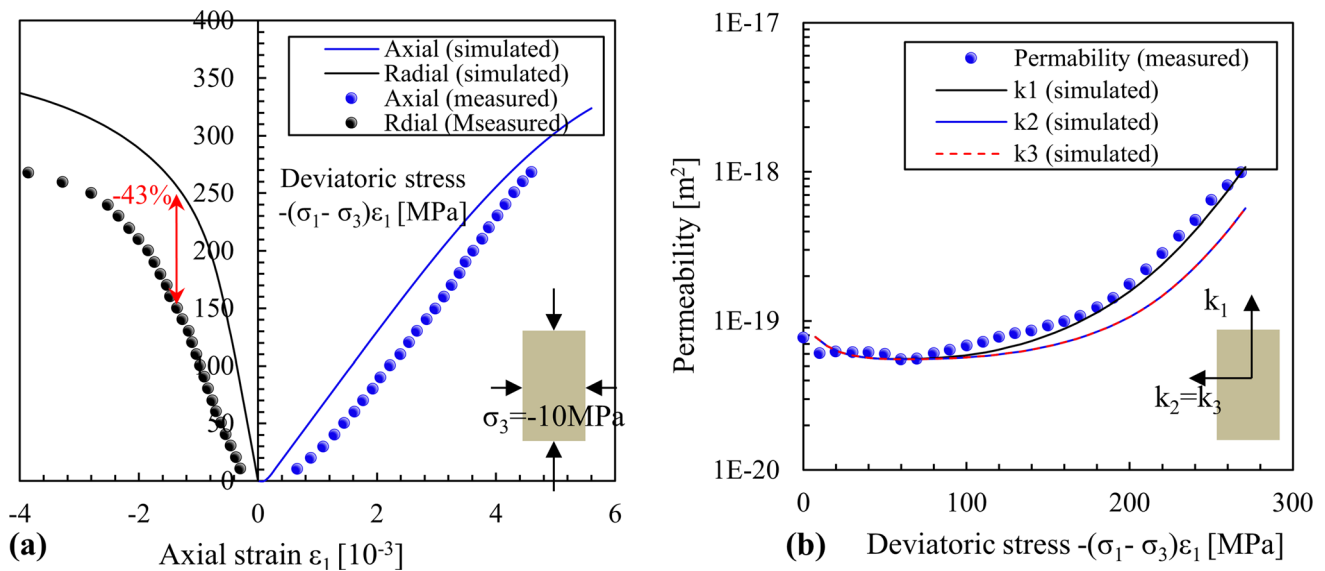 400
350
300
250
200
150
100
50
0
-4
-2
0
2
4
6
Axial (simulated)
Radial (simulated)
Axial (measured)
Rdial (Mseasured)
Deviatoric stress
-(σ₁- σ₃)ε₁ [MPa]
-43%
σ₃=-10MPa
(a)
Axial strain ε₁ [10⁻³]
1E-17
1E-18
1E-19
1E-20
Permeability [m²]
Permability (measured)
k1 (simulated)
k2 (simulated)
k3 (simulated)
k₁
k₂=k₃
0
100
200
300
(b)
Deviatoric stress -(σ₁- σ₃)ε₁ [MPa]